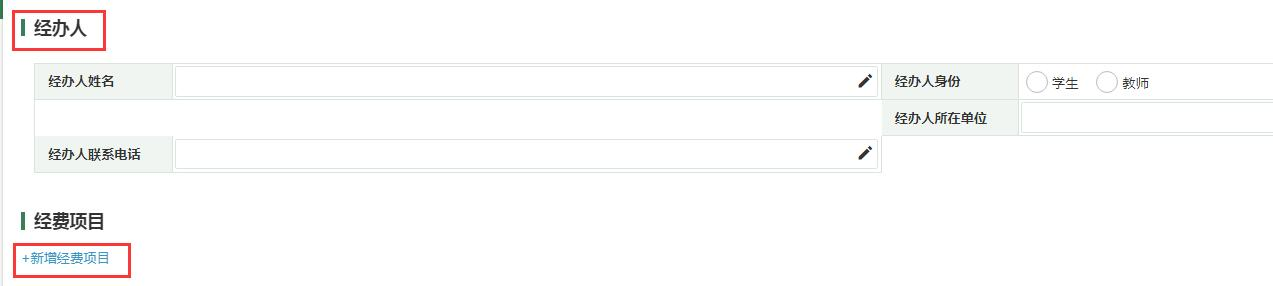 经办人
经办人姓名 经办人身份 学生 教师
经办人所在单位
经办人联系电话
经费项目
+新增经费项目